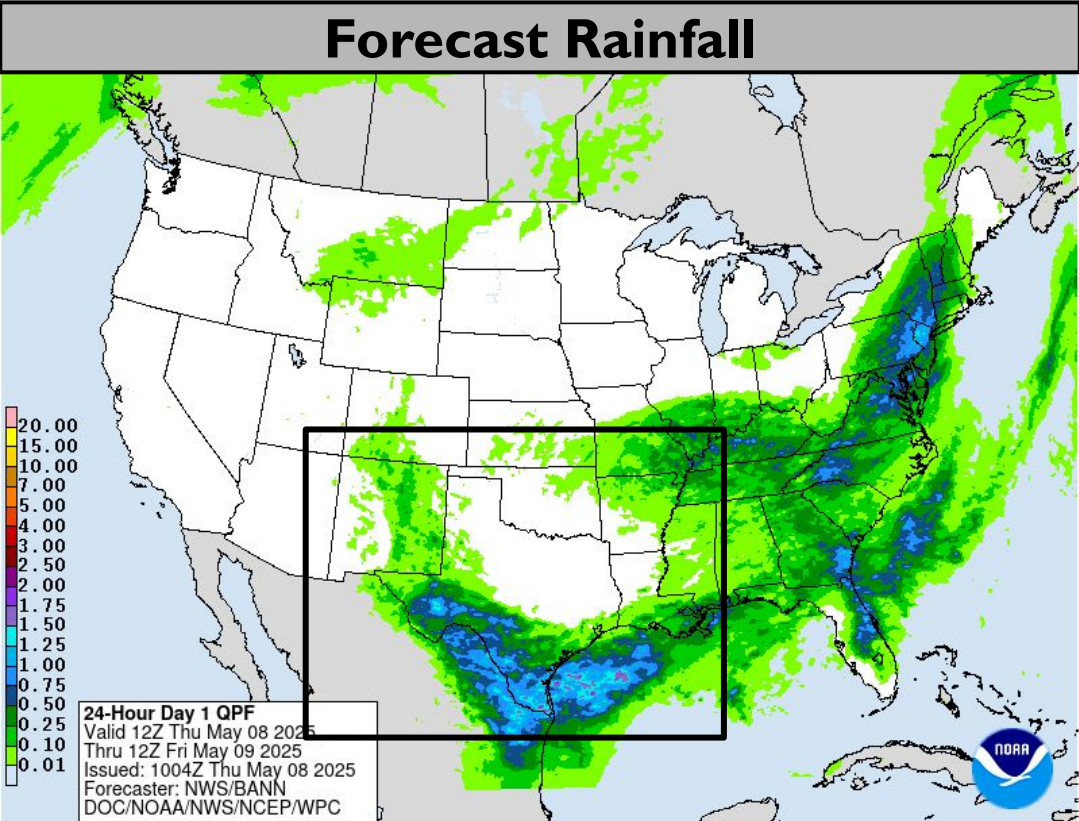 Forecast Rainfall
20.00
15.00
10.00
7.00
5.00
4.00
3.00
2.50
2.00
1.75
1.50
1.25
1.00
0.75
0.50
0.25
0.10
0.01
24-Hour Day 1 QPF
Valid 12Z Thu May 08 2025
Thru 12Z Fri May 09 2025
Issued: 1004Z Thu May 08 2025
Forecaster: NWS/BANN
DOC/NOAA/NWS/NCEP/WPC
NOAA